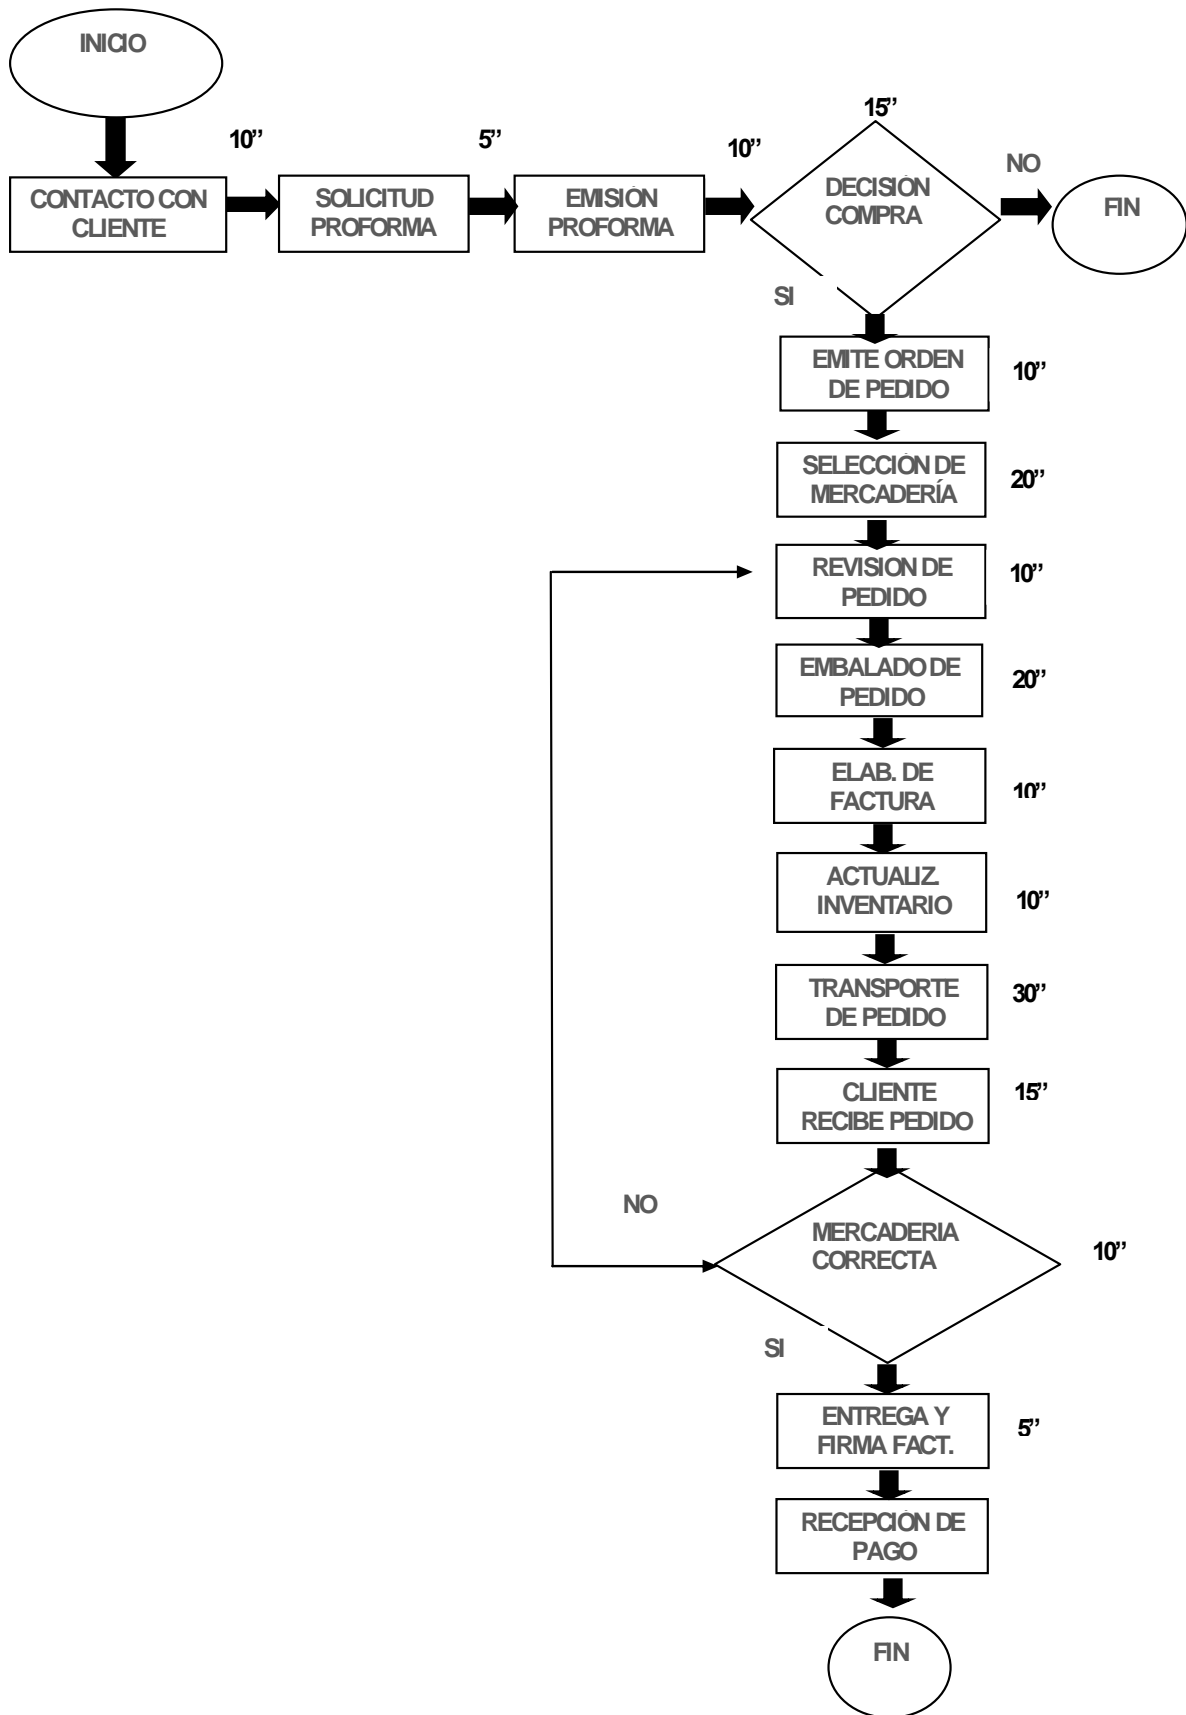 INICIO
10”
5”
10”
15”
CONTACTO CON
CLIENTE
SOLICITUD
PROFORMA
EMISIÓN
PROFORMA
DECISIÓN
COMPRA
NO
FIN
SI
EMITE ORDEN
DE PEDIDO
10”
SELECCIÓN DE
MERCADERÍA
20”
REVISION DE
PEDIDO
10”
EMBALADO DE
PEDIDO
20”
ELAB. DE
FACTURA
10”
ACTUALIZ.
INVENTARIO
10”
TRANSPORTE
DE PEDIDO
30”
CLIENTE
RECIBE PEDIDO
15”
NO
MERCADERIA
CORRECTA
10”
SI
ENTREGA Y
FIRMA FACT.
5”
RECEPCIÓN DE
PAGO
FIN